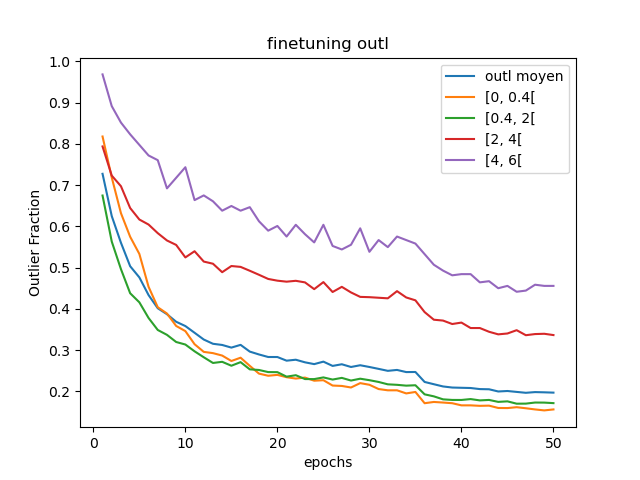 finetuning outl
Outlier Fraction
1.0
0.9
0.8
0.7
0.6
0.5
0.4
0.3
0.2
outl moyen
[0, 0.4[
[0.4, 2[
[2, 4[
[4, 6[
0 10 20 30 40 50
epochs